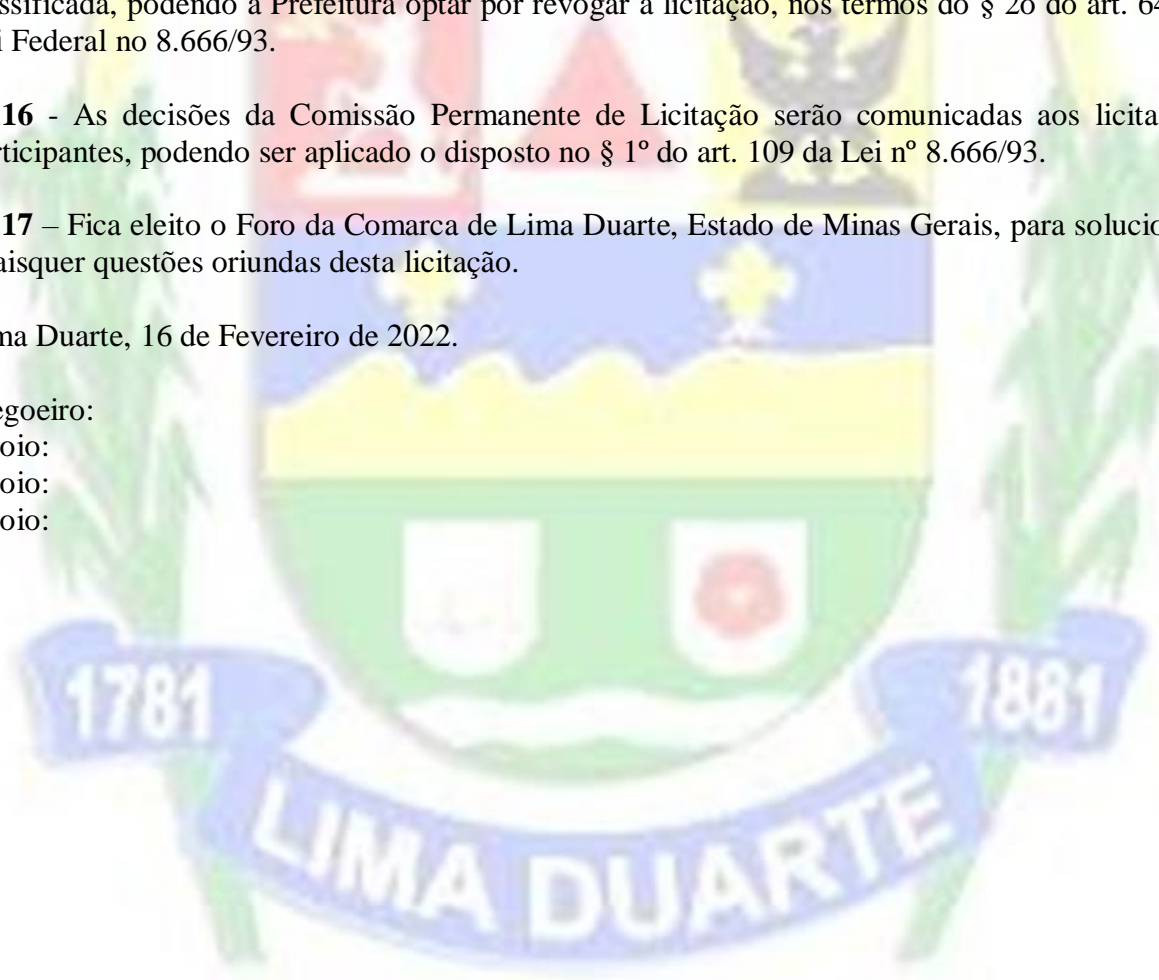 ssificada, podendo a Prefeitura optar por revogar a licitação, nos termos do § 2o do art. 64
i Federal no 8.666/93.
16 - As decisões da Comissão Permanente de Licitação serão comunicadas aos licita
rticipantes, podendo ser aplicado o disposto no § 1º do art. 109 da Lei nº 8.666/93.
17 – Fica eleito o Foro da Comarca de Lima Duarte, Estado de Minas Gerais, para solucio
aisquer questões oriundas desta licitação.
na Duarte, 16 de Fevereiro de 2022.
egoeiro:
oio:
oio:
oio:
1781
1881
LIMA DUARTE